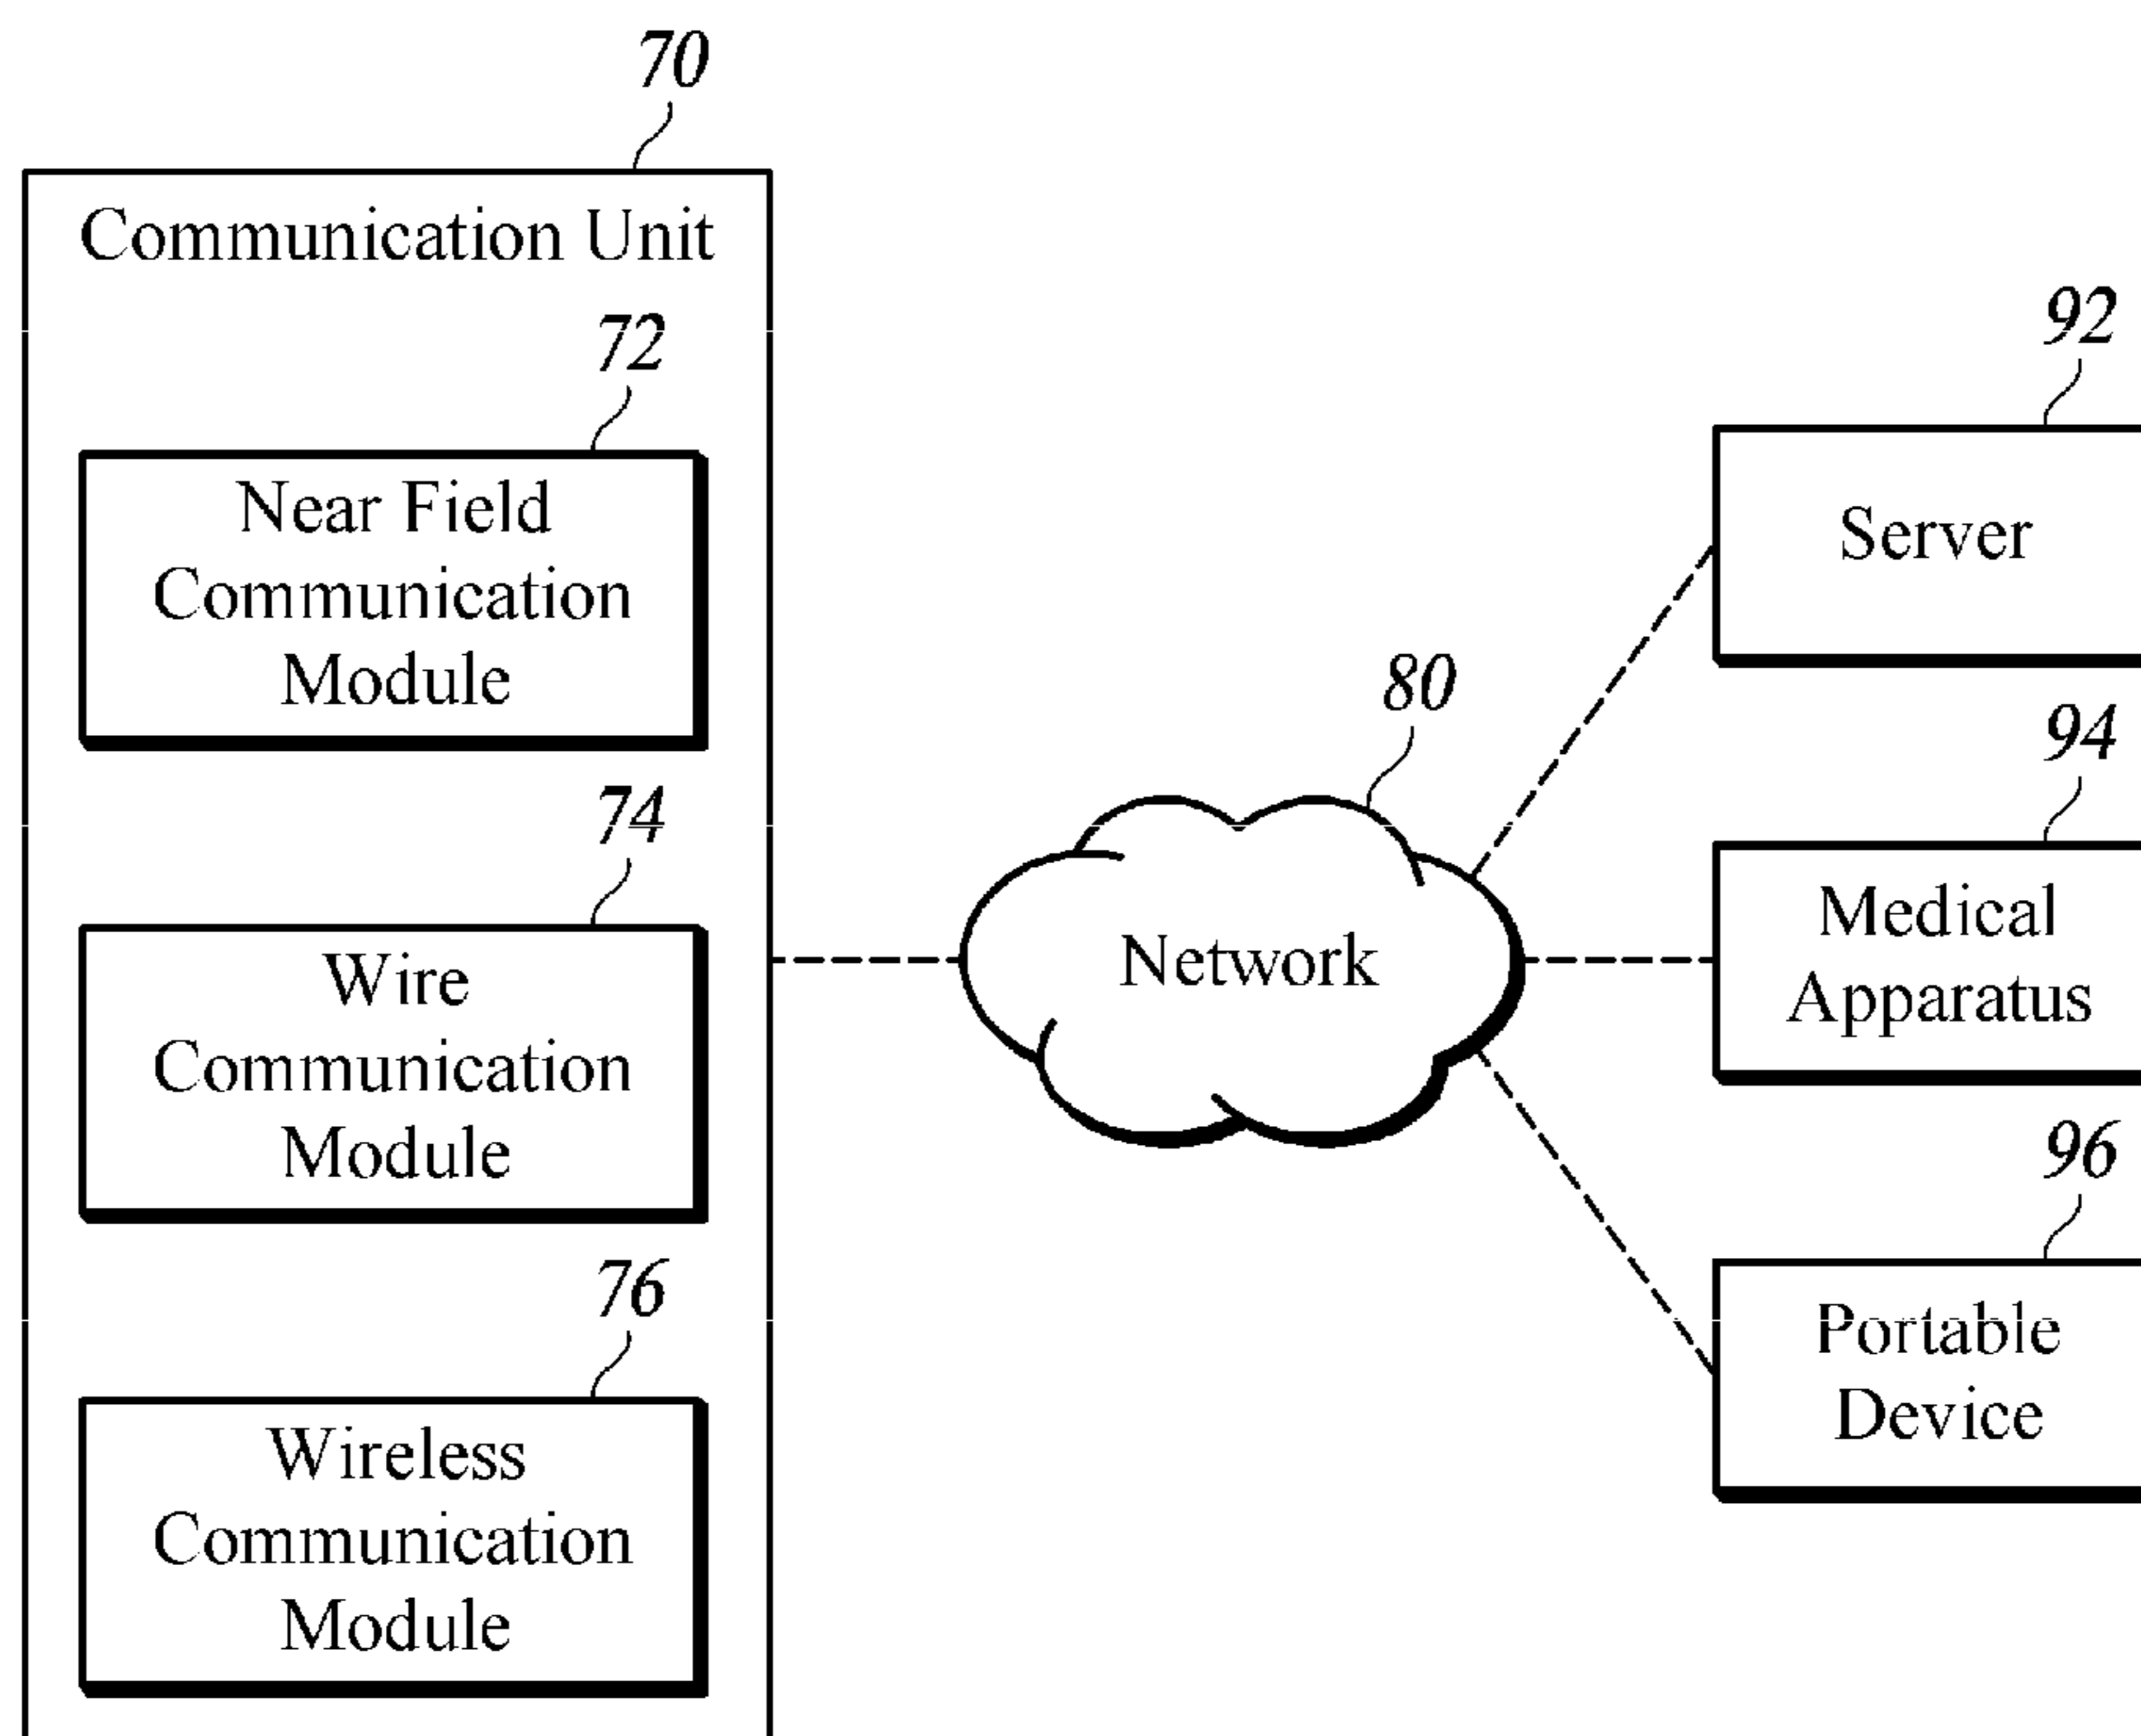 70
Communication Unit
72
Near Field
Communication
Module
74
Wire
Communication
Module
76
Wireless
Communication
Module
80
Network
92
Server
94
Medical
Apparatus
96
Portable
Device